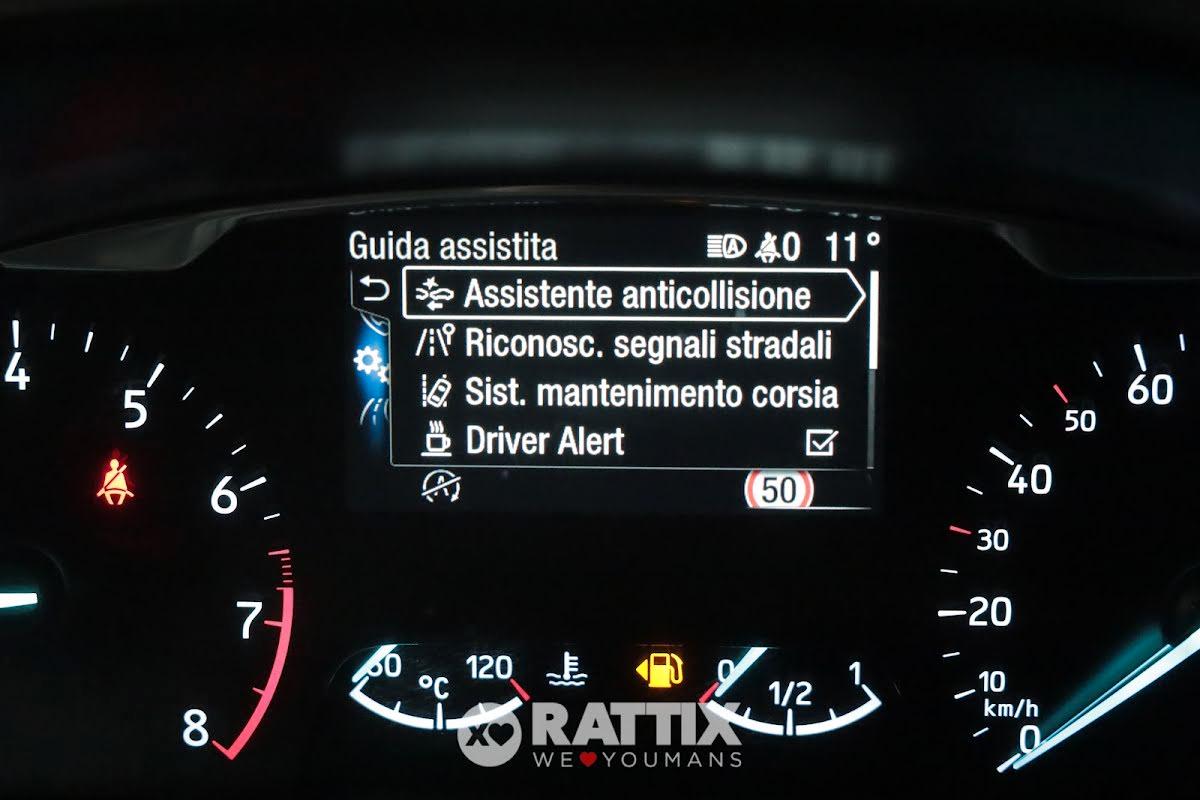 Guida assistita 0 11°
Assistente anticollisione
Riconosc. segnali stradali
Sist. mantenimento corsia
Driver Alert
50
4
5
6
7
8
60
50
40
30
20
10
km/h
0
120
°C
0
1/2
1
RATTIX
WE YOUMANS